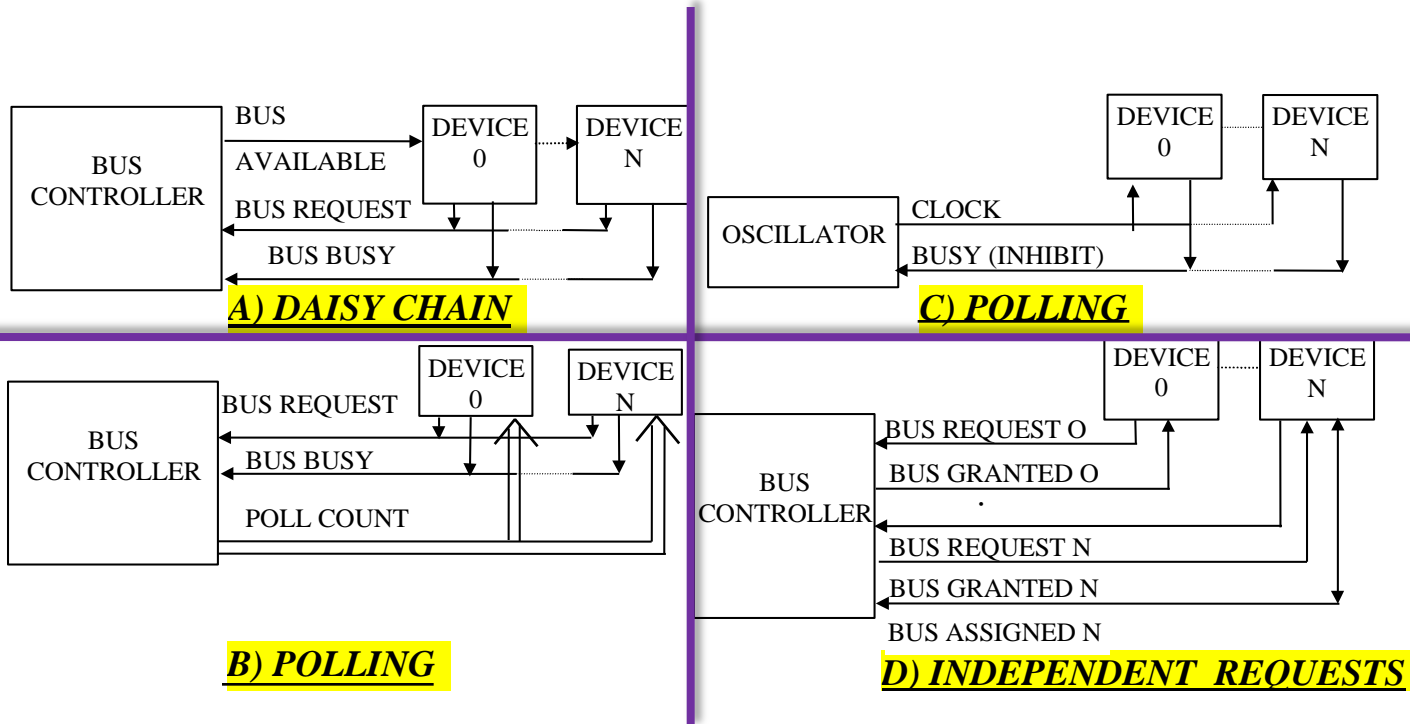 BUS
AVAILABLE
BUS
CONTROLLER
DEVICE
0
DEVICE
N
BUS REQUEST
BUS BUSY
A) DAISY CHAIN
DEVICE
0
DEVICE
N
OSCILLATOR
CLOCK
BUSY (INHIBIT)
C) POLLING
DEVICE
0
DEVICE
N
BUS REQUEST
BUS
CONTROLLER
BUS BUSY
POLL COUNT
B) POLLING
DEVICE
0
DEVICE
N
BUS REQUEST O
BUS GRANTED O
.
BUS
CONTROLLER
BUS REQUEST N
BUS GRANTED N
BUS ASSIGNED N
D) INDEPENDENT REQUESTS